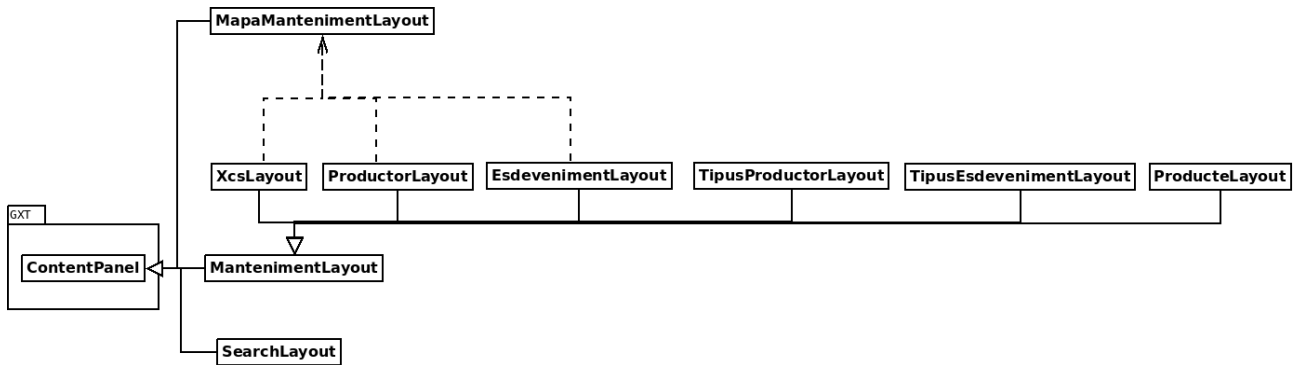 MapaMantenimentLayout
XcsLayout
ProductorLayout
EsdevenimentLayout
TipusProductorLayout
TipusEsdevenimentLayout
ProducteLayout
GXT
ContentPanel
MantenimentLayout
SearchLayout